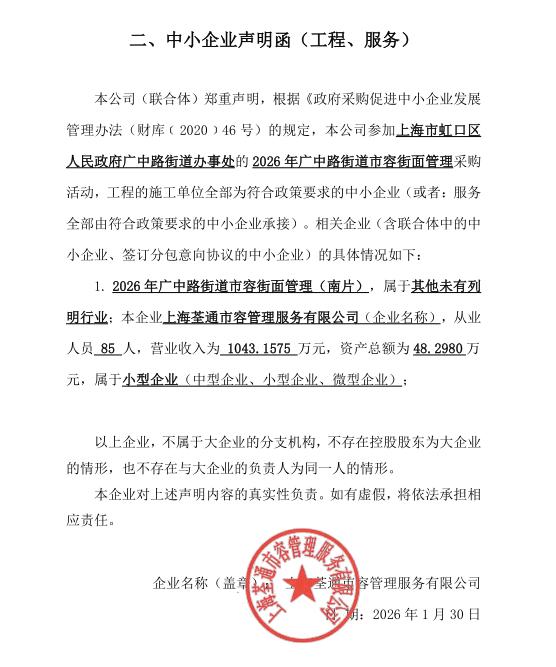 二、中小企业声明函（工程、服务）
本公司（联合体）郑重声明，根据《政府采购促进中小企业发展
管理办法（财库﹝2020﹞46 号）的规定，本公司参加上海市虹口区
人民政府广中路街道办事处的 2026 年广中路街道市容街面管理采购
活动，工程的施工单位全部为符合政策要求的中小企业（或者：服务
全部由符合政策要求的中小企业承接）。相关企业（含联合体中的中
小企业、签订分包意向协议的中小企业）的具体情况如下：
1. 2026 年广中路街道市容街面管理（南片），属于其他未有列
明行业；本企业上海荃通市容管理服务有限公司（企业名称），从业
人员 85 人，营业收入为 1043.1575 万元，资产总额为 48.2980 万
元，属于小型企业（中型企业、小型企业、微型企业）；
以上企业，不属于大企业的分支机构，不存在控股股东为大企业
的情形，也不存在与大企业的负责人为同一人的情形。
本企业对上述声明内容的真实性负责。如有虚假，将依法承担相
应责任。
企业名称（盖章）：上海荃通市容管理服务有限公司
日 期：2026 年 1 月 30 日
上海荃通市容管理服务有限公司